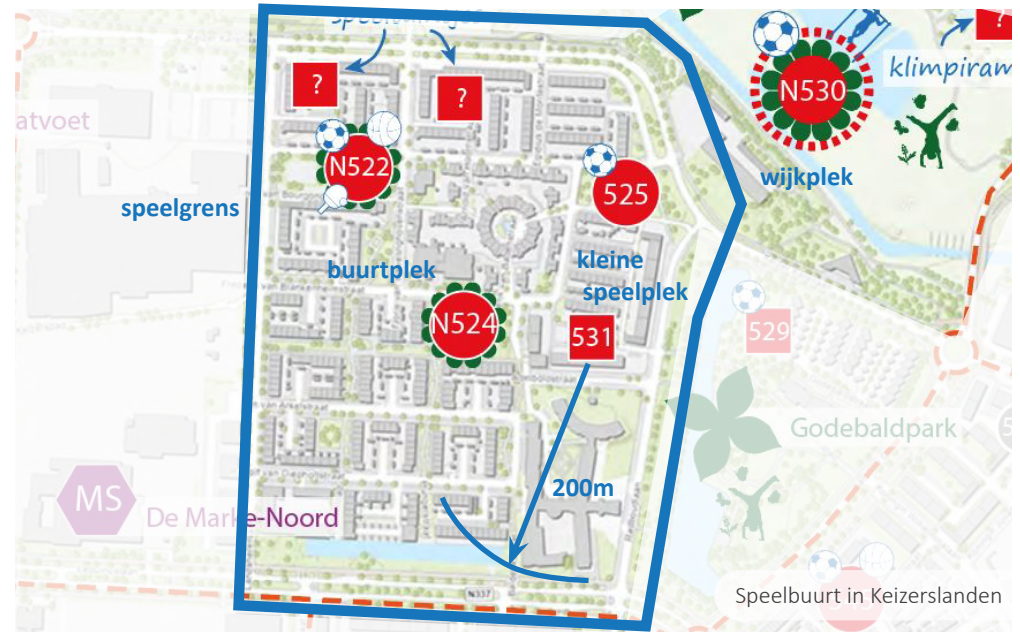 ?
klimpiram
N530
?
?
atvoet
N522
525
wijkplek
speelgrens
buurtplek
kleine
speelplek
N524
531
529
Godebaldpark
200m
MS
De Marke-Noord
N337
Speelbuurt in Keizerslanden